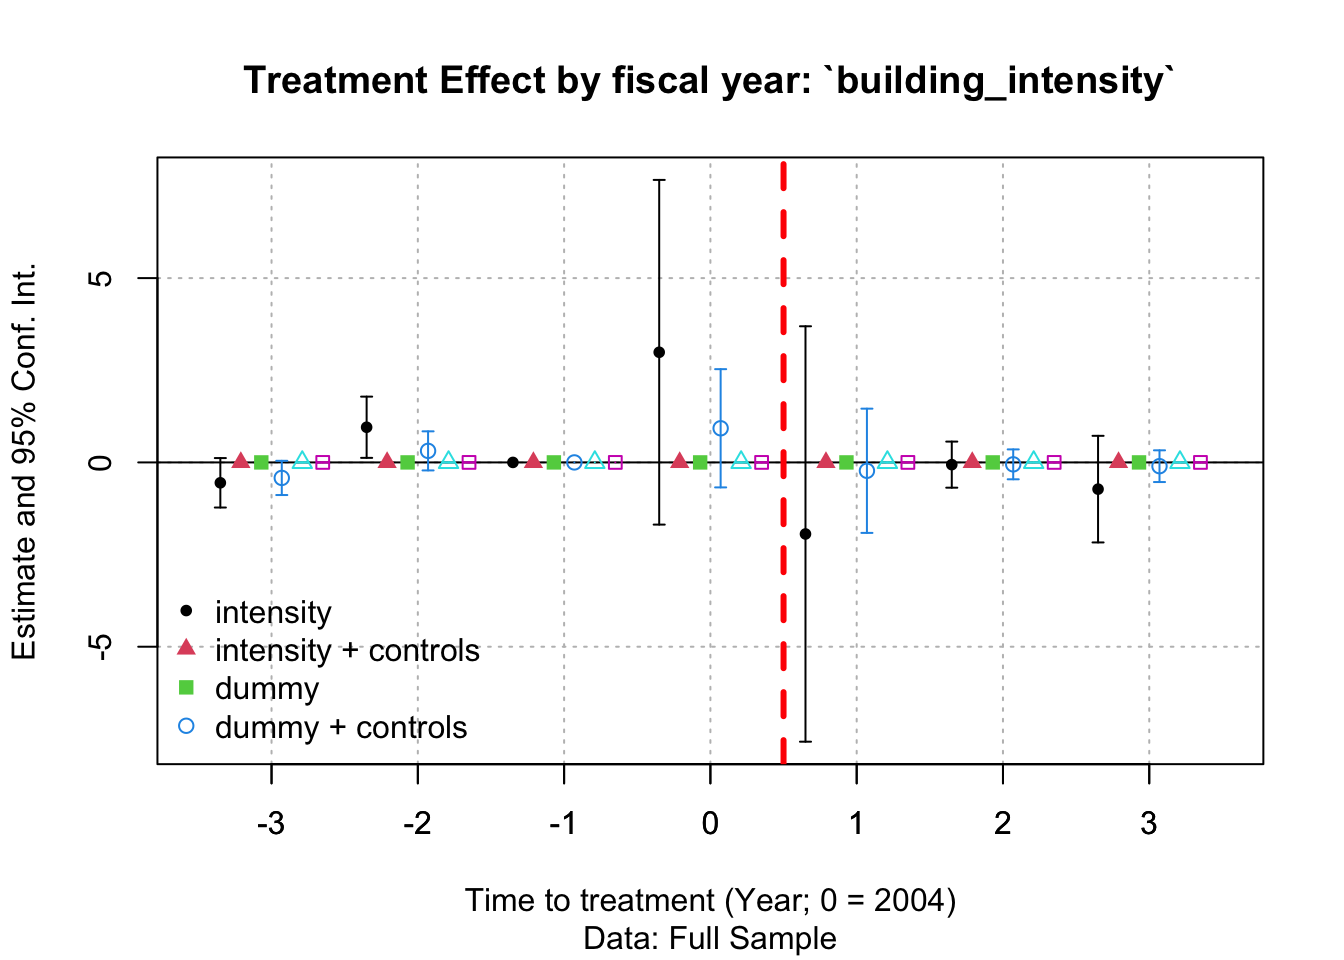 Treatment Effect by fiscal year: `building_intensity`
Estimate and 95% Conf. Int.
5
0
-5
intensity
intensity + controls
dummy
dummy + controls
-3 -2 -1 0 1 2 3
Time to treatment (Year; 0 = 2004)
Data: Full Sample